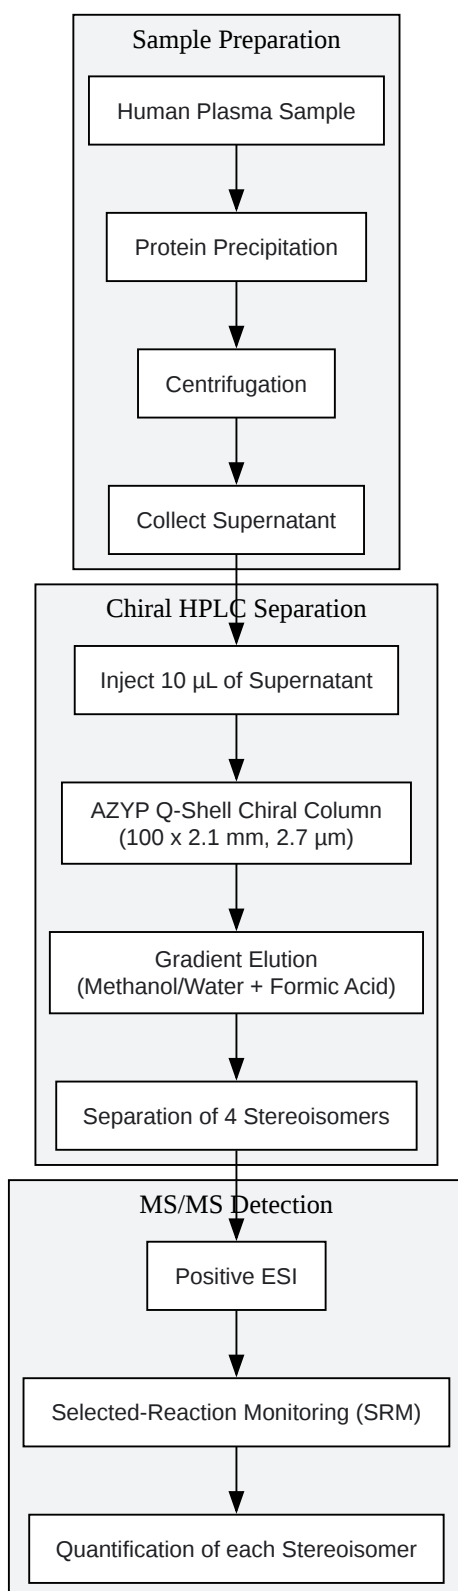 Sample Preparation
Human Plasma Sample
Protein Precipitation
Centrifugation
Collect Supernatant
Chiral HPLC Separation
Inject 10 µL of Supernatant
AZYP Q-Shell Chiral Column
(100 x 2.1 mm, 2.7 µm)
Gradient Elution
(Methanol/Water + Formic Acid)
Separation of 4 Stereoisomers
MS/MS Detection
Positive ESI
Selected-Reaction Monitoring (SRM)
Quantification of each Stereoisomer